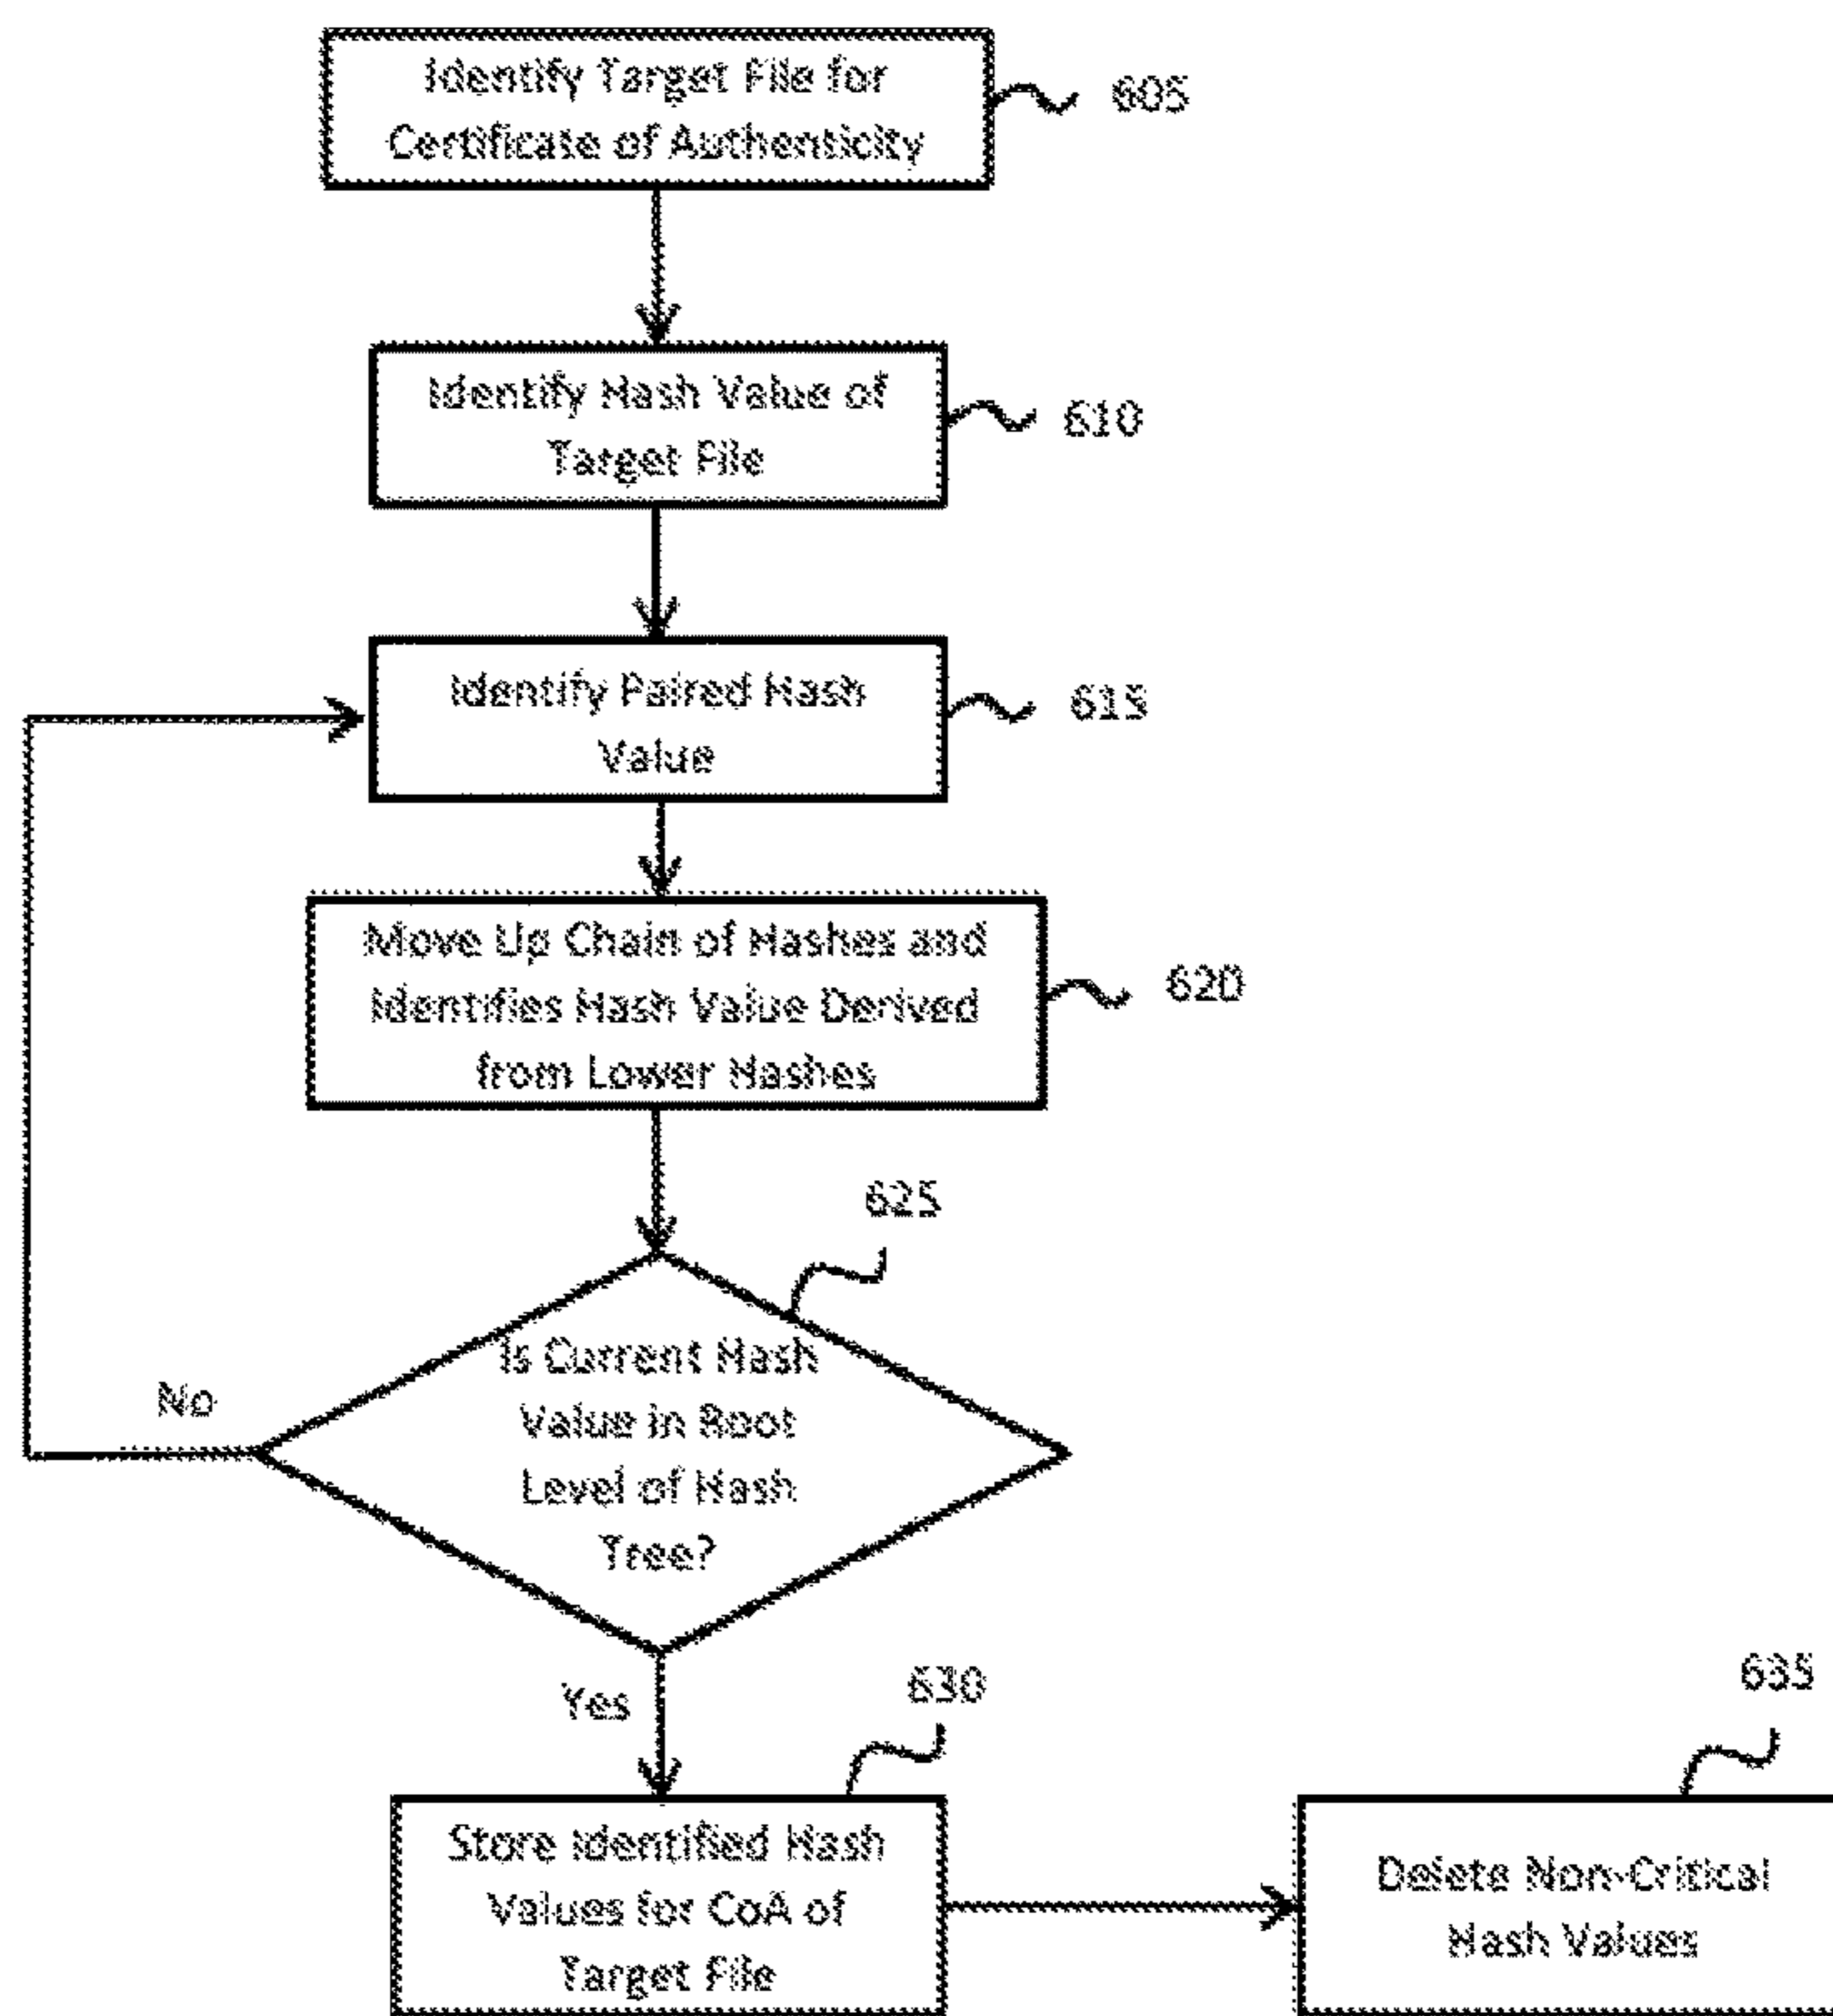 Identify Target File for
Certificate of Authenticity
605
Identify Hash Value of
Target File
610
Identify Paired Hash
Value
615
Move Up Chain of Hashes and
Identifies Hash Value Derived
from Lower Hashes
620
625
Is Current Hash
Value in Root
Level of Hash
Tree?
No
Yes
630
Store Identified Hash
Values for CoA of
Target File
635
Delete Non-Critical
Hash Values